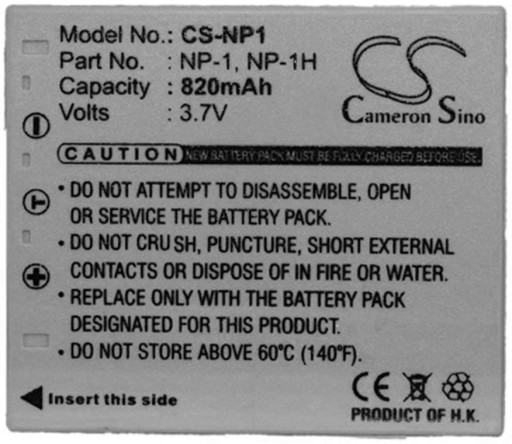 Model No.: CS-NP1
Part No. : NP-1, NP-1H
Capacity : 820mAh
Volts : 3.7V
CS
Cameron Sino
CAUTION NEW BATTERY PACK MUST BE FULLY CHARGED BEFORE USE.
• DO NOT ATTEMPT TO DISASSEMBLE, OPEN
OR SERVICE THE BATTERY PACK.
• DO NOT CRUSH, PUNCTURE, SHORT EXTERNAL
CONTACTS OR DISPOSE OF IN FIRE OR WATER.
• REPLACE ONLY WITH THE BATTERY PACK
DESIGNATED FOR THIS PRODUCT.
• DO NOT STORE ABOVE 60°C (140°F).
CE
Insert this side
PRODUCT OF H.K.